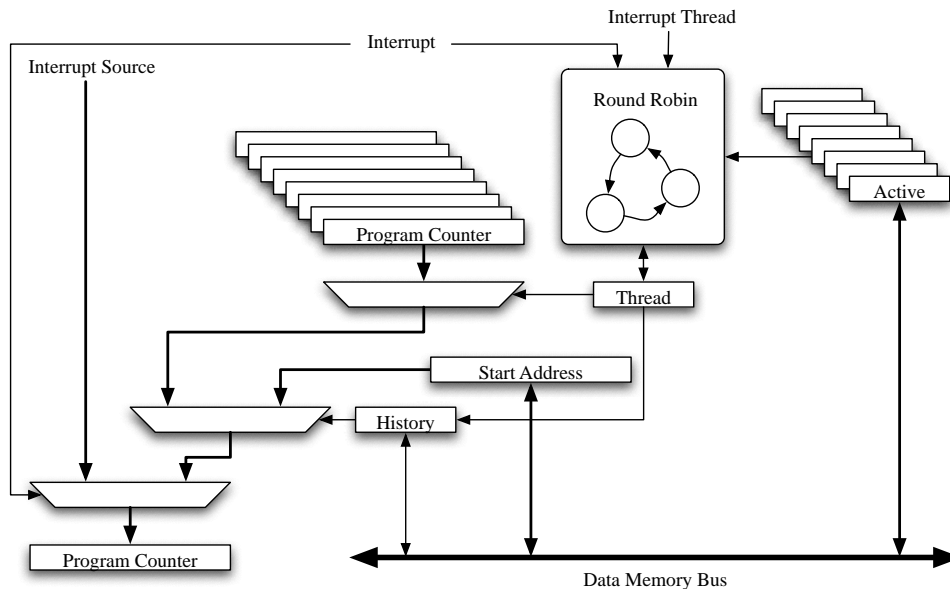 Interrupt Thread
Interrupt
Interrupt Source
Round Robin
Active
Program Counter
Thread
Start Address
History
Program Counter
Data Memory Bus